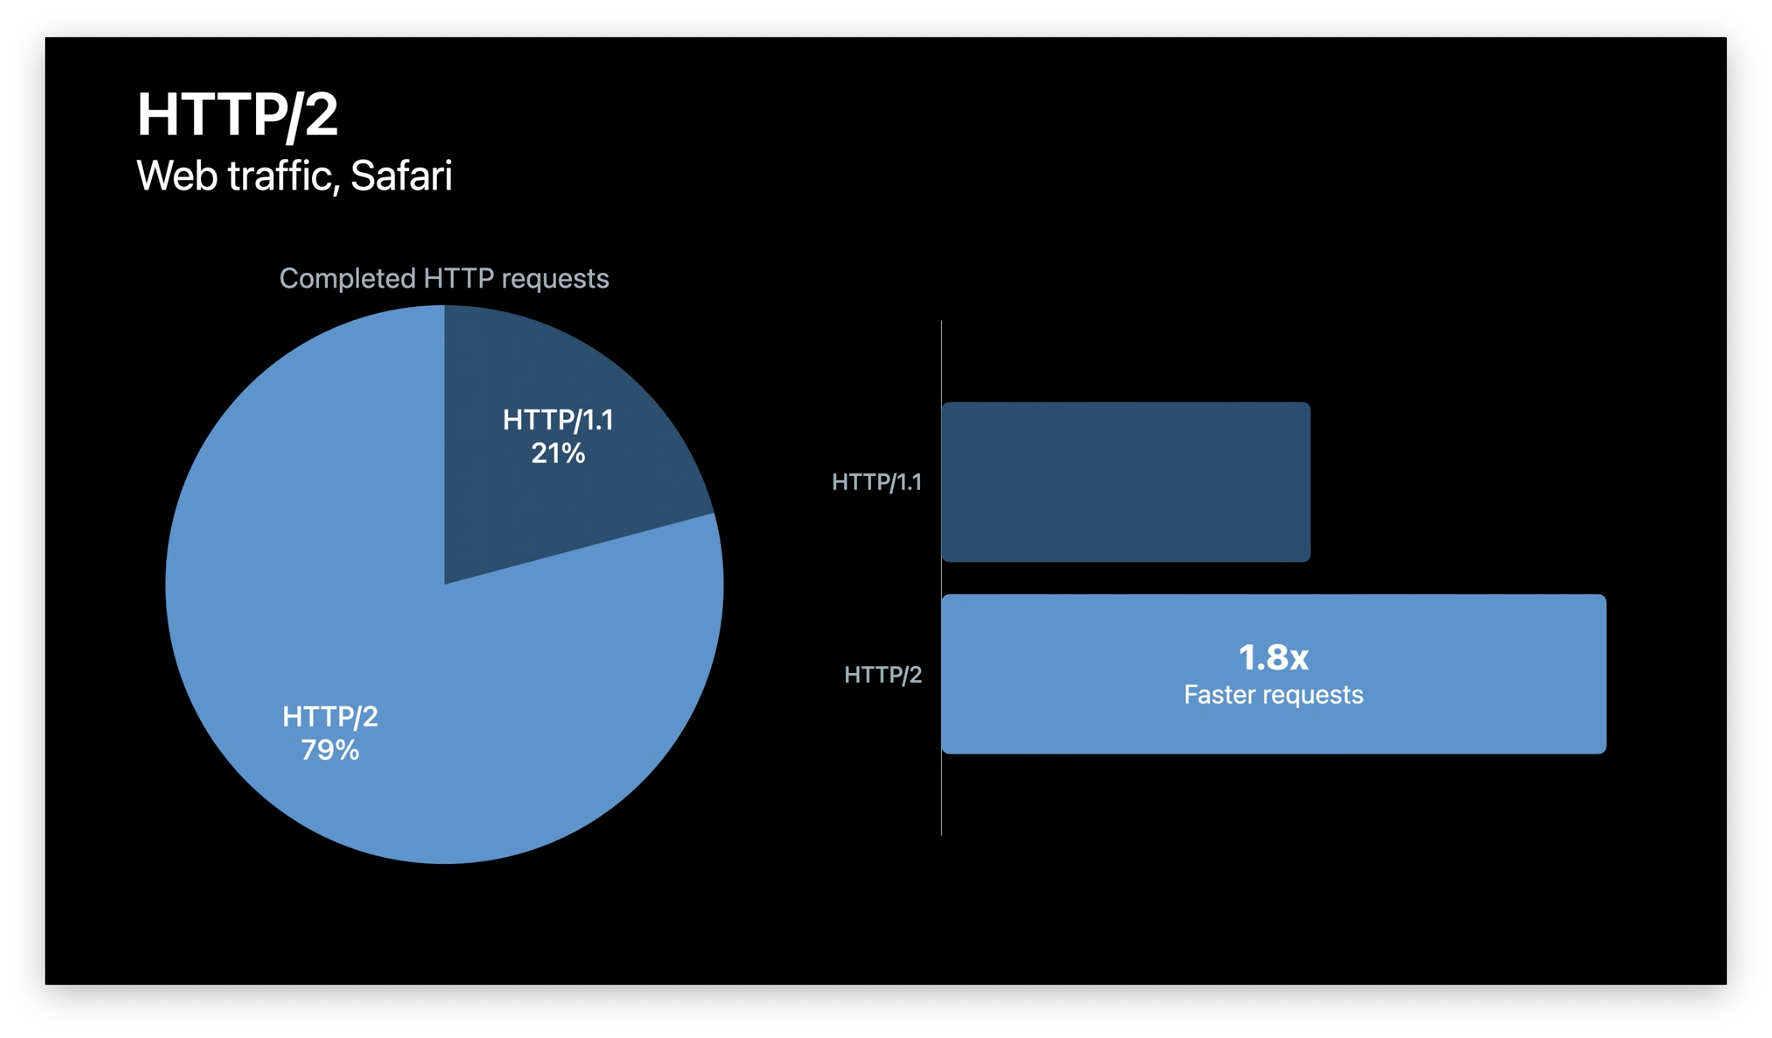 HTTP/2
Web traffic, Safari
Completed HTTP requests
HTTP/1.1
21%
HTTP/2
79%
HTTP/1.1
HTTP/2
1.8x
Faster requests